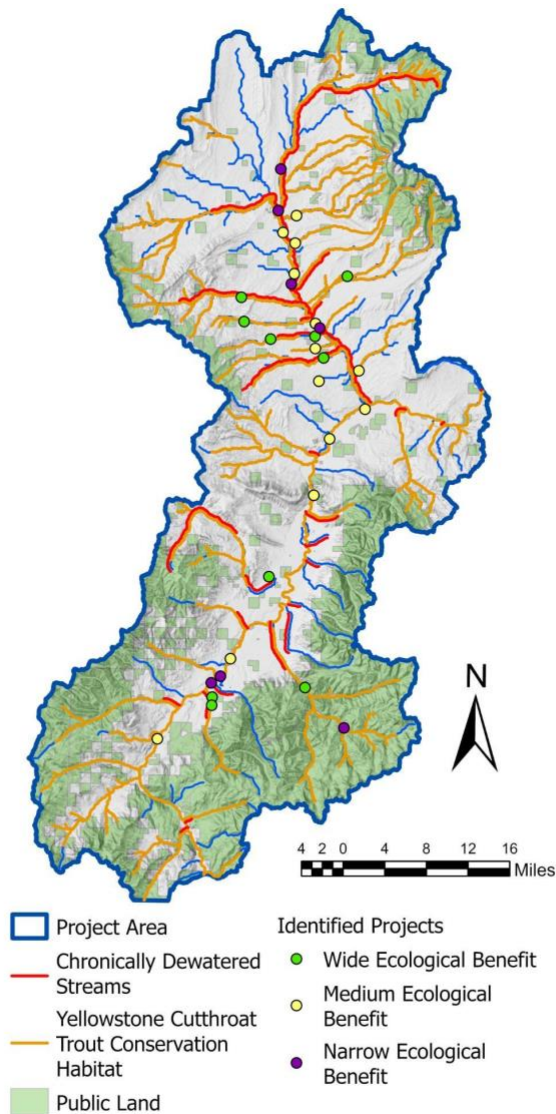 N
4 2 0 4 8 12 16
Miles
Project Area
Chronically Dewatered
Streams
Yellowstone Cutthroat
Trout Conservation
Habitat
Public Land
Identified Projects
Wide Ecological Benefit
Medium Ecological
Benefit
Narrow Ecological
Benefit